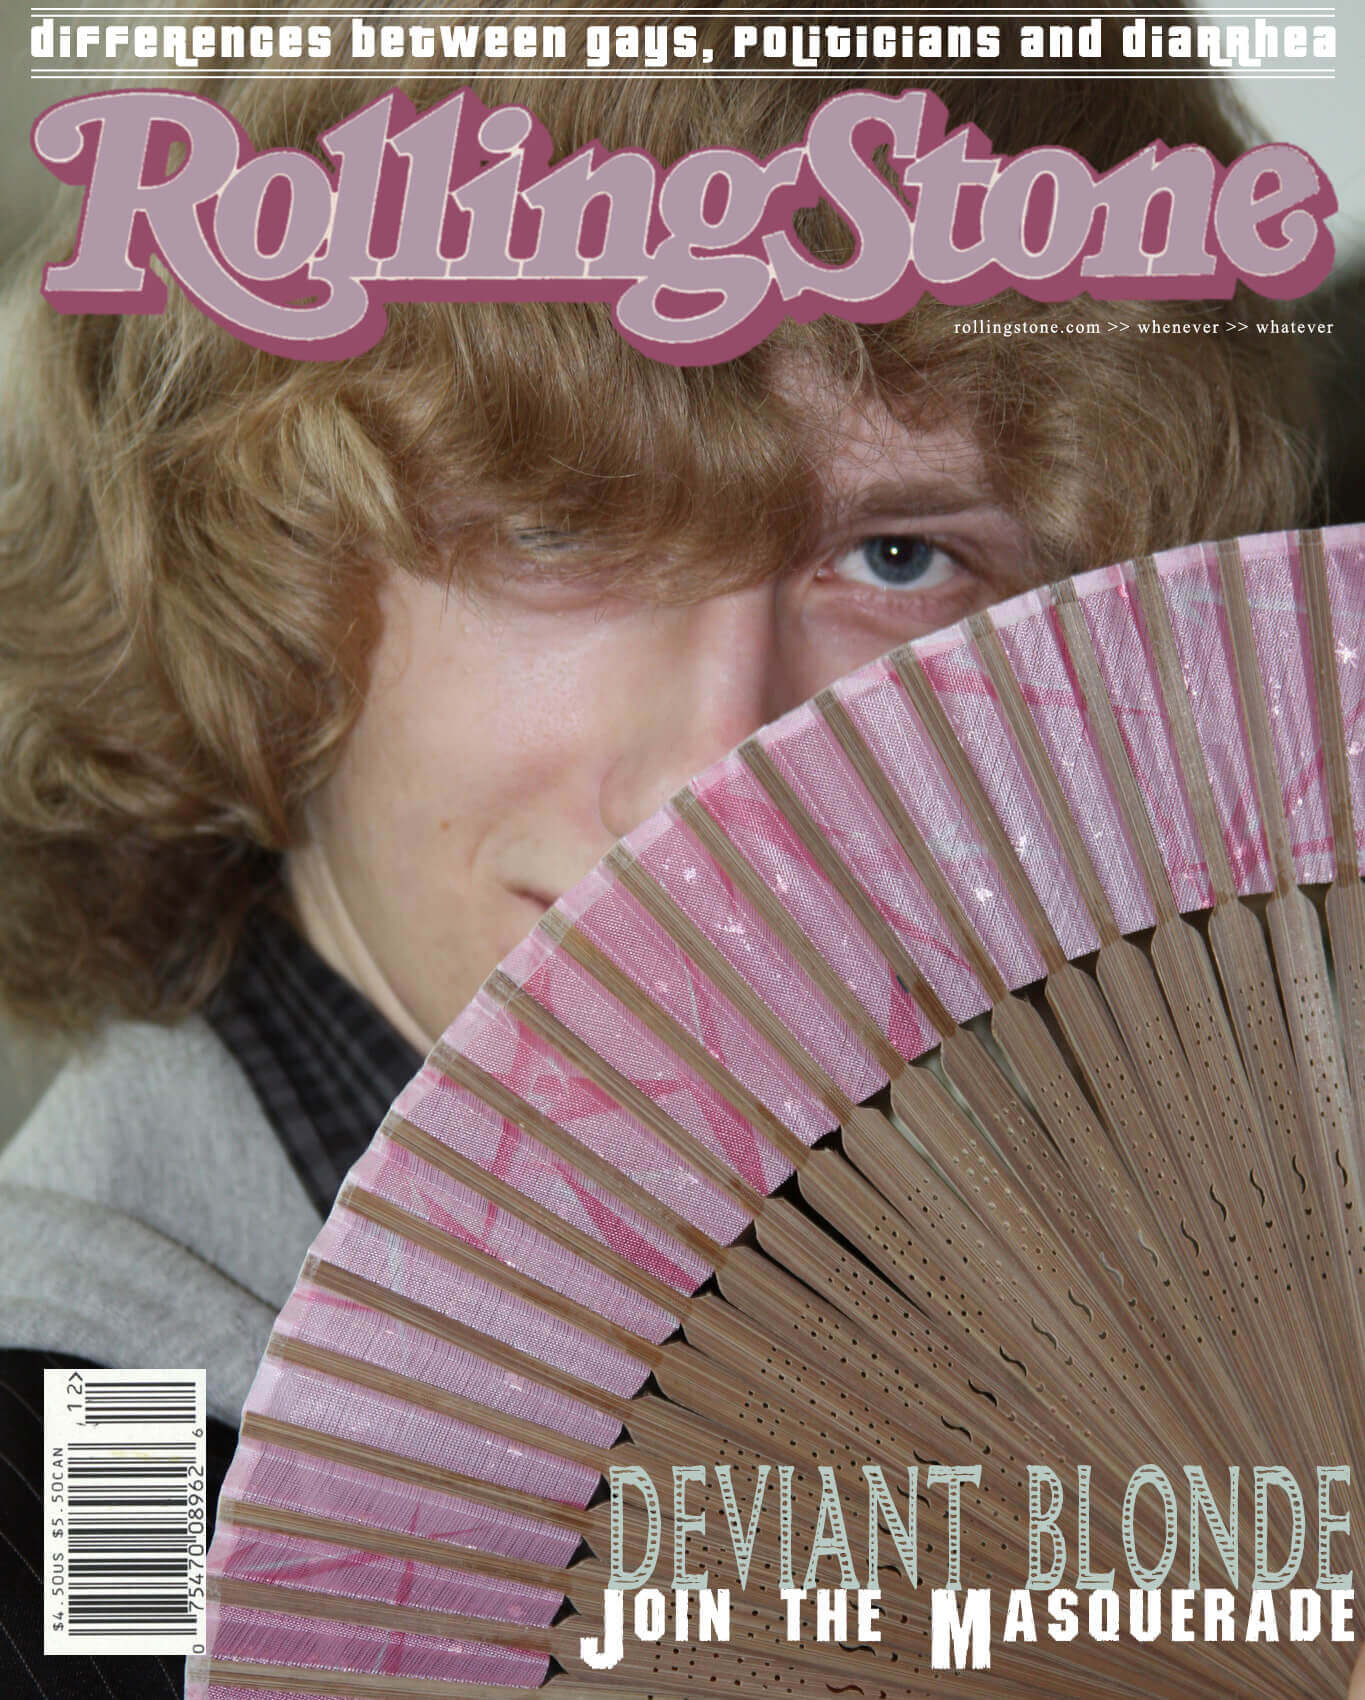 differences between gays, politicians and diarrhea
RollingStone
rollingstone.com >> whenever >> whatever
12>
$4.50US $5.50CAN
0 75470 08962 6
DEVIANT BLONDE
JOIN THE MASQUERADE